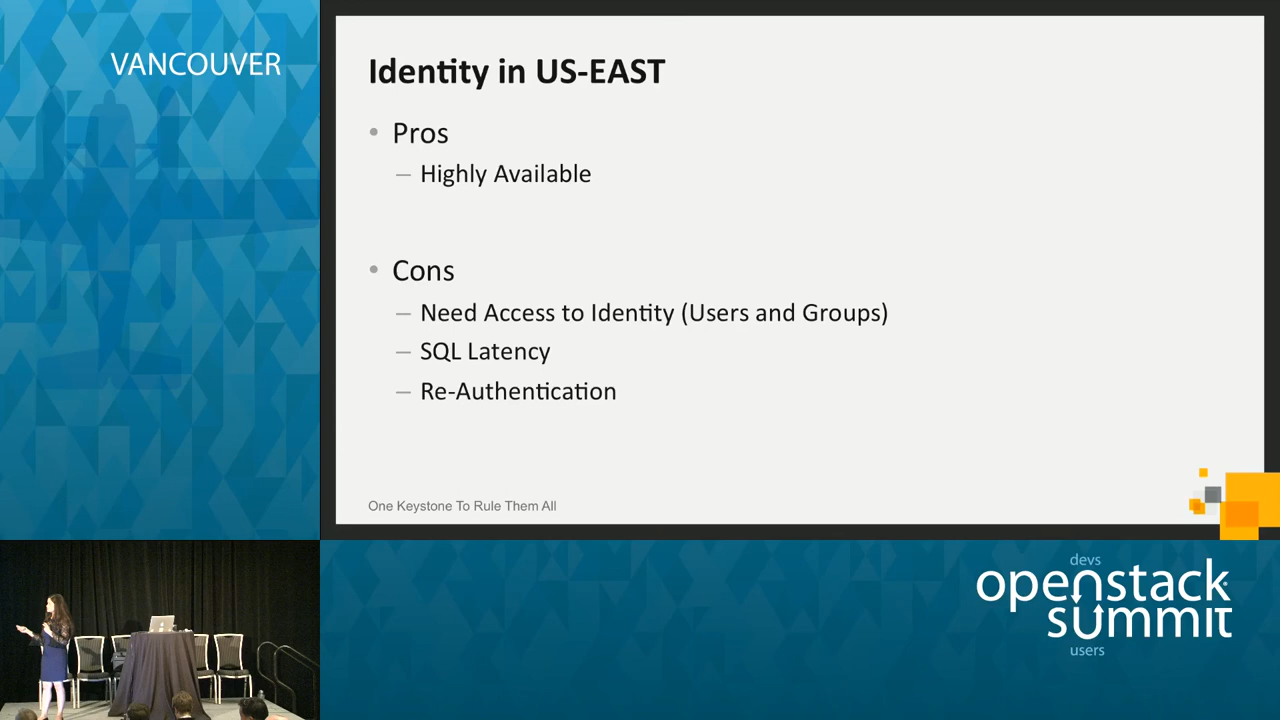 VANCOUVER
Identity in US-EAST
• Pros
– Highly Available
• Cons
– Need Access to Identity (Users and Groups)
– SQL Latency
– Re-Authentication
One Keystone To Rule Them All
devs
openstack
summit
users